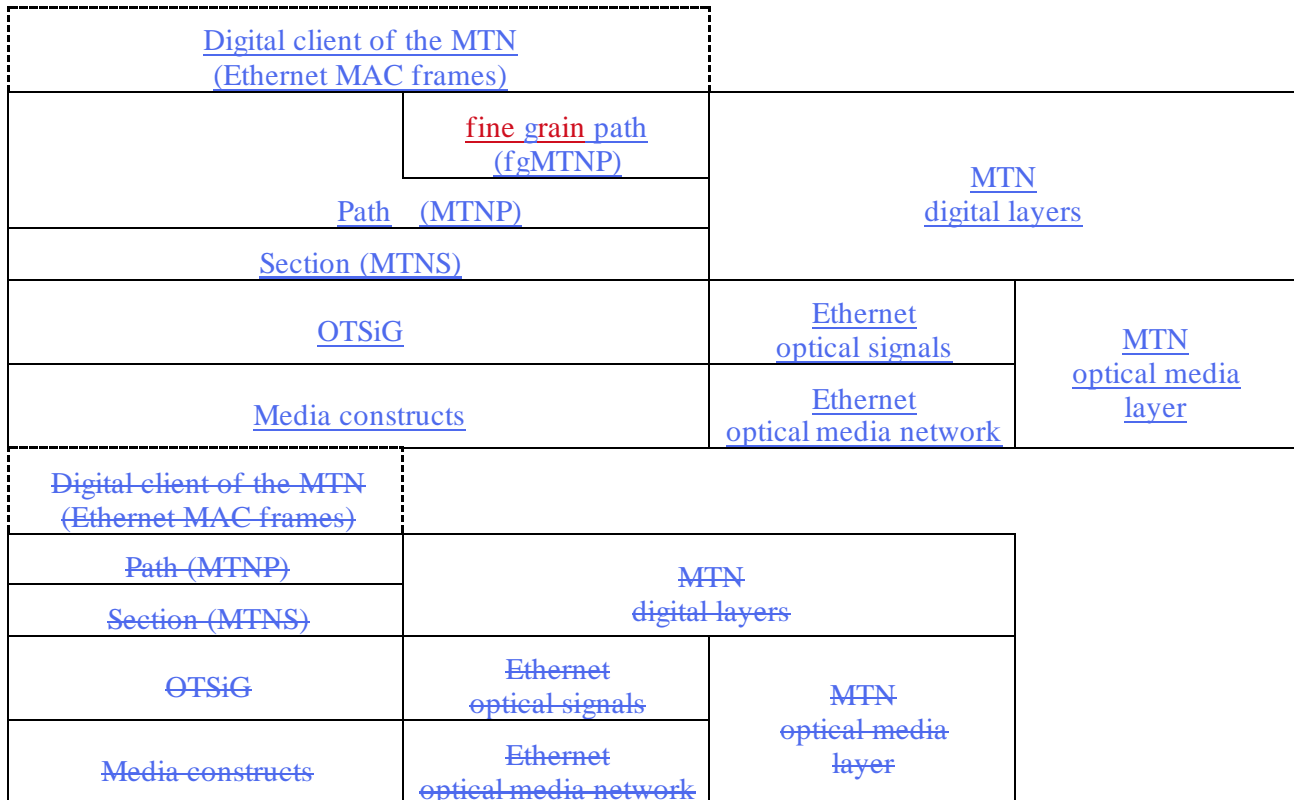 Digital client of the MTN
(Ethernet MAC frames)
fine grain path
(fgMTNP)
MTN
digital layers
Path (MTNP)
Section (MTNS)
OTSiG
Ethernet
optical signals
MTN
optical media
layer
Media constructs
Ethernet
optical media network
Digital client of the MTN
(Ethernet MAC frames)
Path (MTNP)
MTN
digital layers
Section (MTNS)
OTSiG
Ethernet
optical signals
MTN
optical media
layer
Media constructs
Ethernet
optical media network